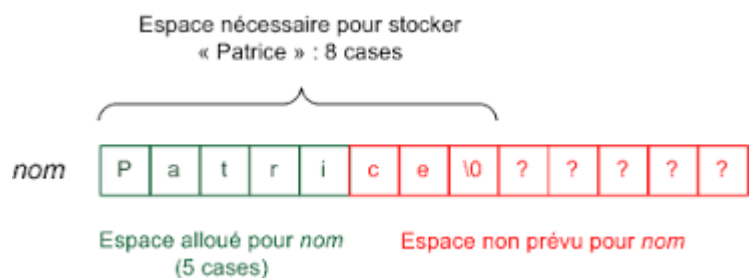 Espace nécessaire pour stocker
« Patrice » : 8 cases
nom P a t r i c e \0 ? ? ? ? ?
Espace alloué pour nom Espace non prévu pour nom
(5 cases)